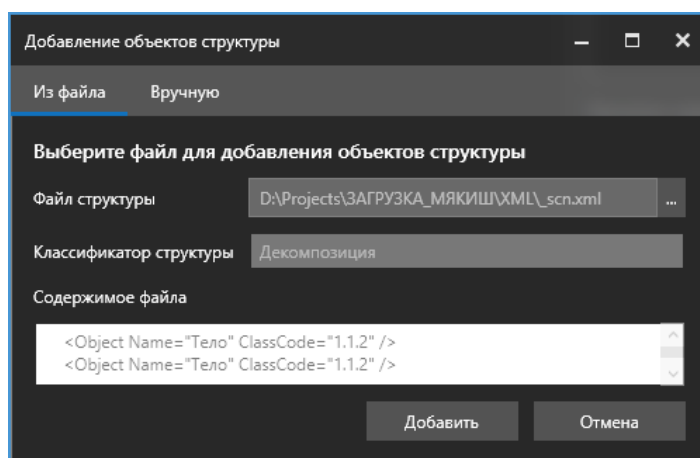 Добавление объектов структуры
Из файла Вручную
Выберите файл для добавления объектов структуры
Файл структуры D:\Projects\ЗАГРУЗКА_МЯКИШ\XML\_scn.xml ...
Классификатор структуры Декомпозиция
Содержимое файла
<Object Name="Тело" ClassCode="1.1.2" />
<Object Name="Тело" ClassCode="1.1.2" />
Добавить Отмена